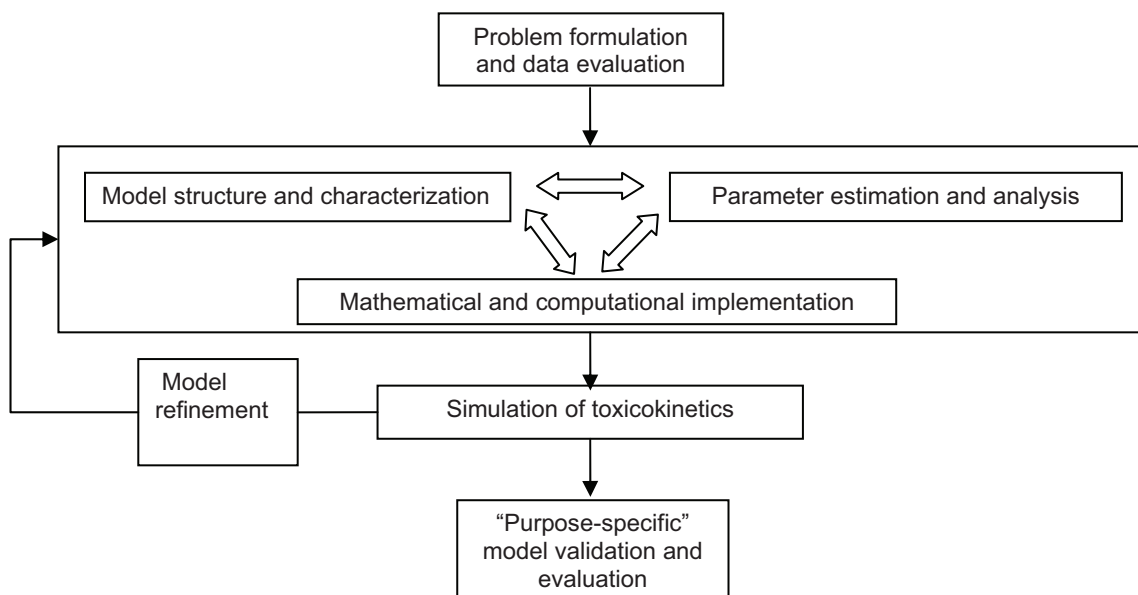 Problem formulation
and data evaluation
Model structure and characterization
Parameter estimation and analysis
Mathematical and computational implementation
Model
refinement
Simulation of toxicokinetics
“Purpose-specific”
model validation and
evaluation